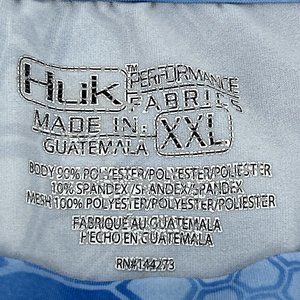 HUK™ PERFORMANCE
FABRICS
MADE IN: XXL
GUATEMALA
BODY 90% POLYESTER/POLYESTER/POLIESTER
10% SPANDEX/SPANDEX/SPANDEX
MESH 100% POLYESTER/POLYESTER/POLIESTER
FABRIQUE AU GUATEMALA
HECHO EN GUATEMALA
RN#144273